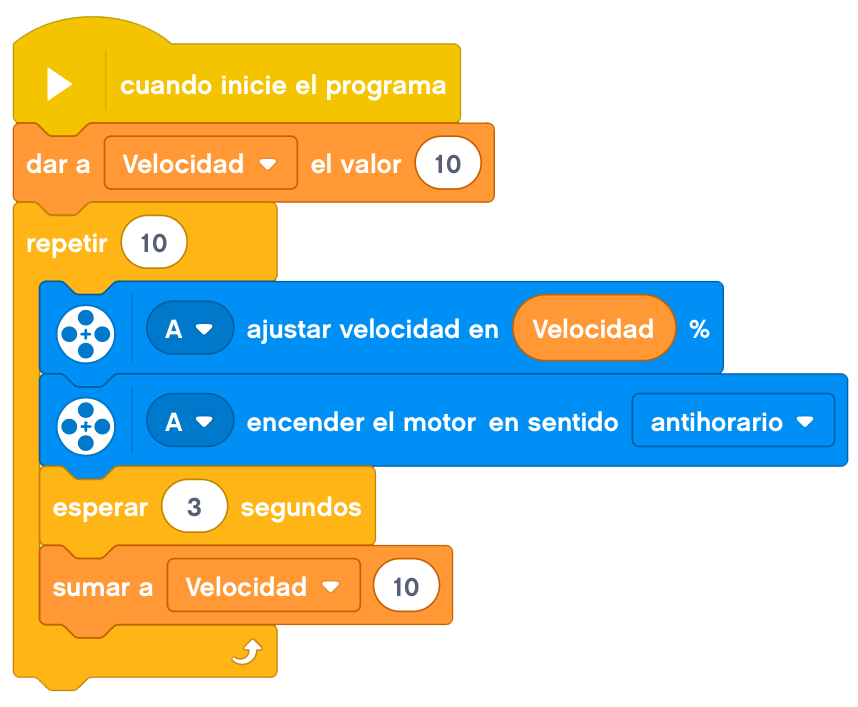 cuando inicie el programa
dar a Velocidad el valor 10
repetir 10
A ajustar velocidad en Velocidad %
A encender el motor en sentido antihorario
esperar 3 segundos
sumar a Velocidad 10